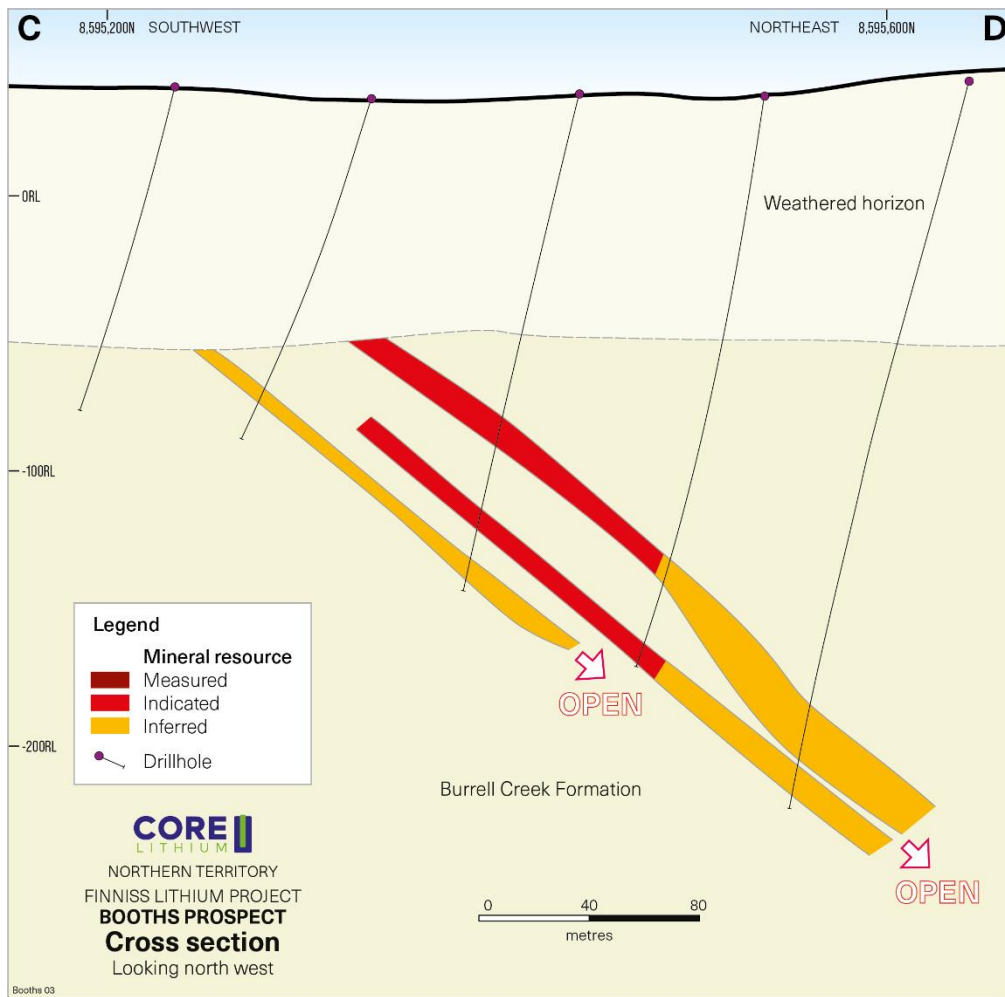 C
8,595,200N SOUTHWEST
NORTHEAST 8,595,600N
D
0RL
Weathered horizon
-100RL
Legend
Mineral resource
Measured
Indicated
Inferred
Drillhole
-200RL
OPEN
Burrell Creek Formation
OPEN
CORE
LITHIUM
NORTHERN TERRITORY
FINNISS LITHIUM PROJECT
BOOTHS PROSPECT
Cross section
Looking north west
0 40 80
metres
Booths 03